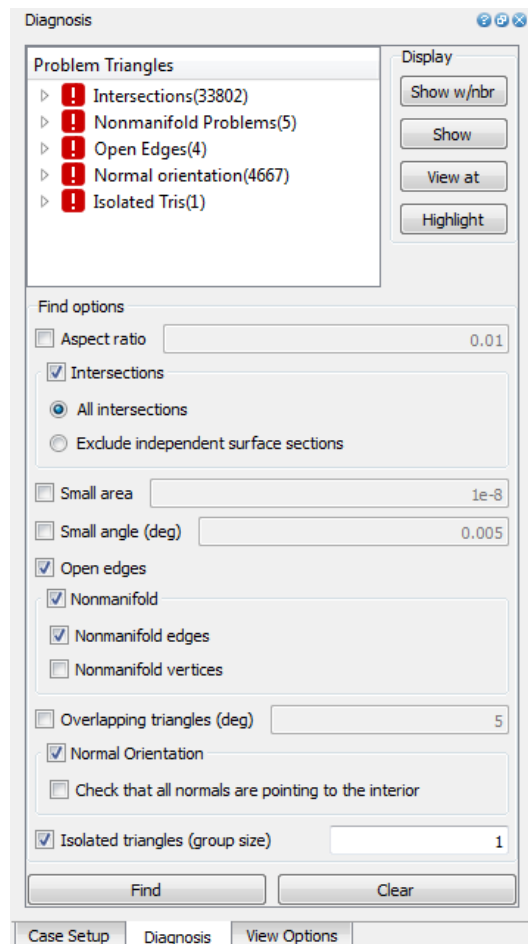 Diagnosis
Problem Triangles
Intersections(33802)
Nonmanifold Problems(5)
Open Edges(4)
Normal orientation(4667)
Isolated Tris(1)
Display
Show w/nbr
Show
View at
Highlight
Find options
Aspect ratio 0.01
Intersections
All intersections
Exclude independent surface sections
Small area 1e-8
Small angle (deg) 0.005
Open edges
Nonmanifold
Nonmanifold edges
Nonmanifold vertices
Overlapping triangles (deg) 5
Normal Orientation
Check that all normals are pointing to the interior
Isolated triangles (group size) 1
Find Clear
Case Setup Diagnosis View Options